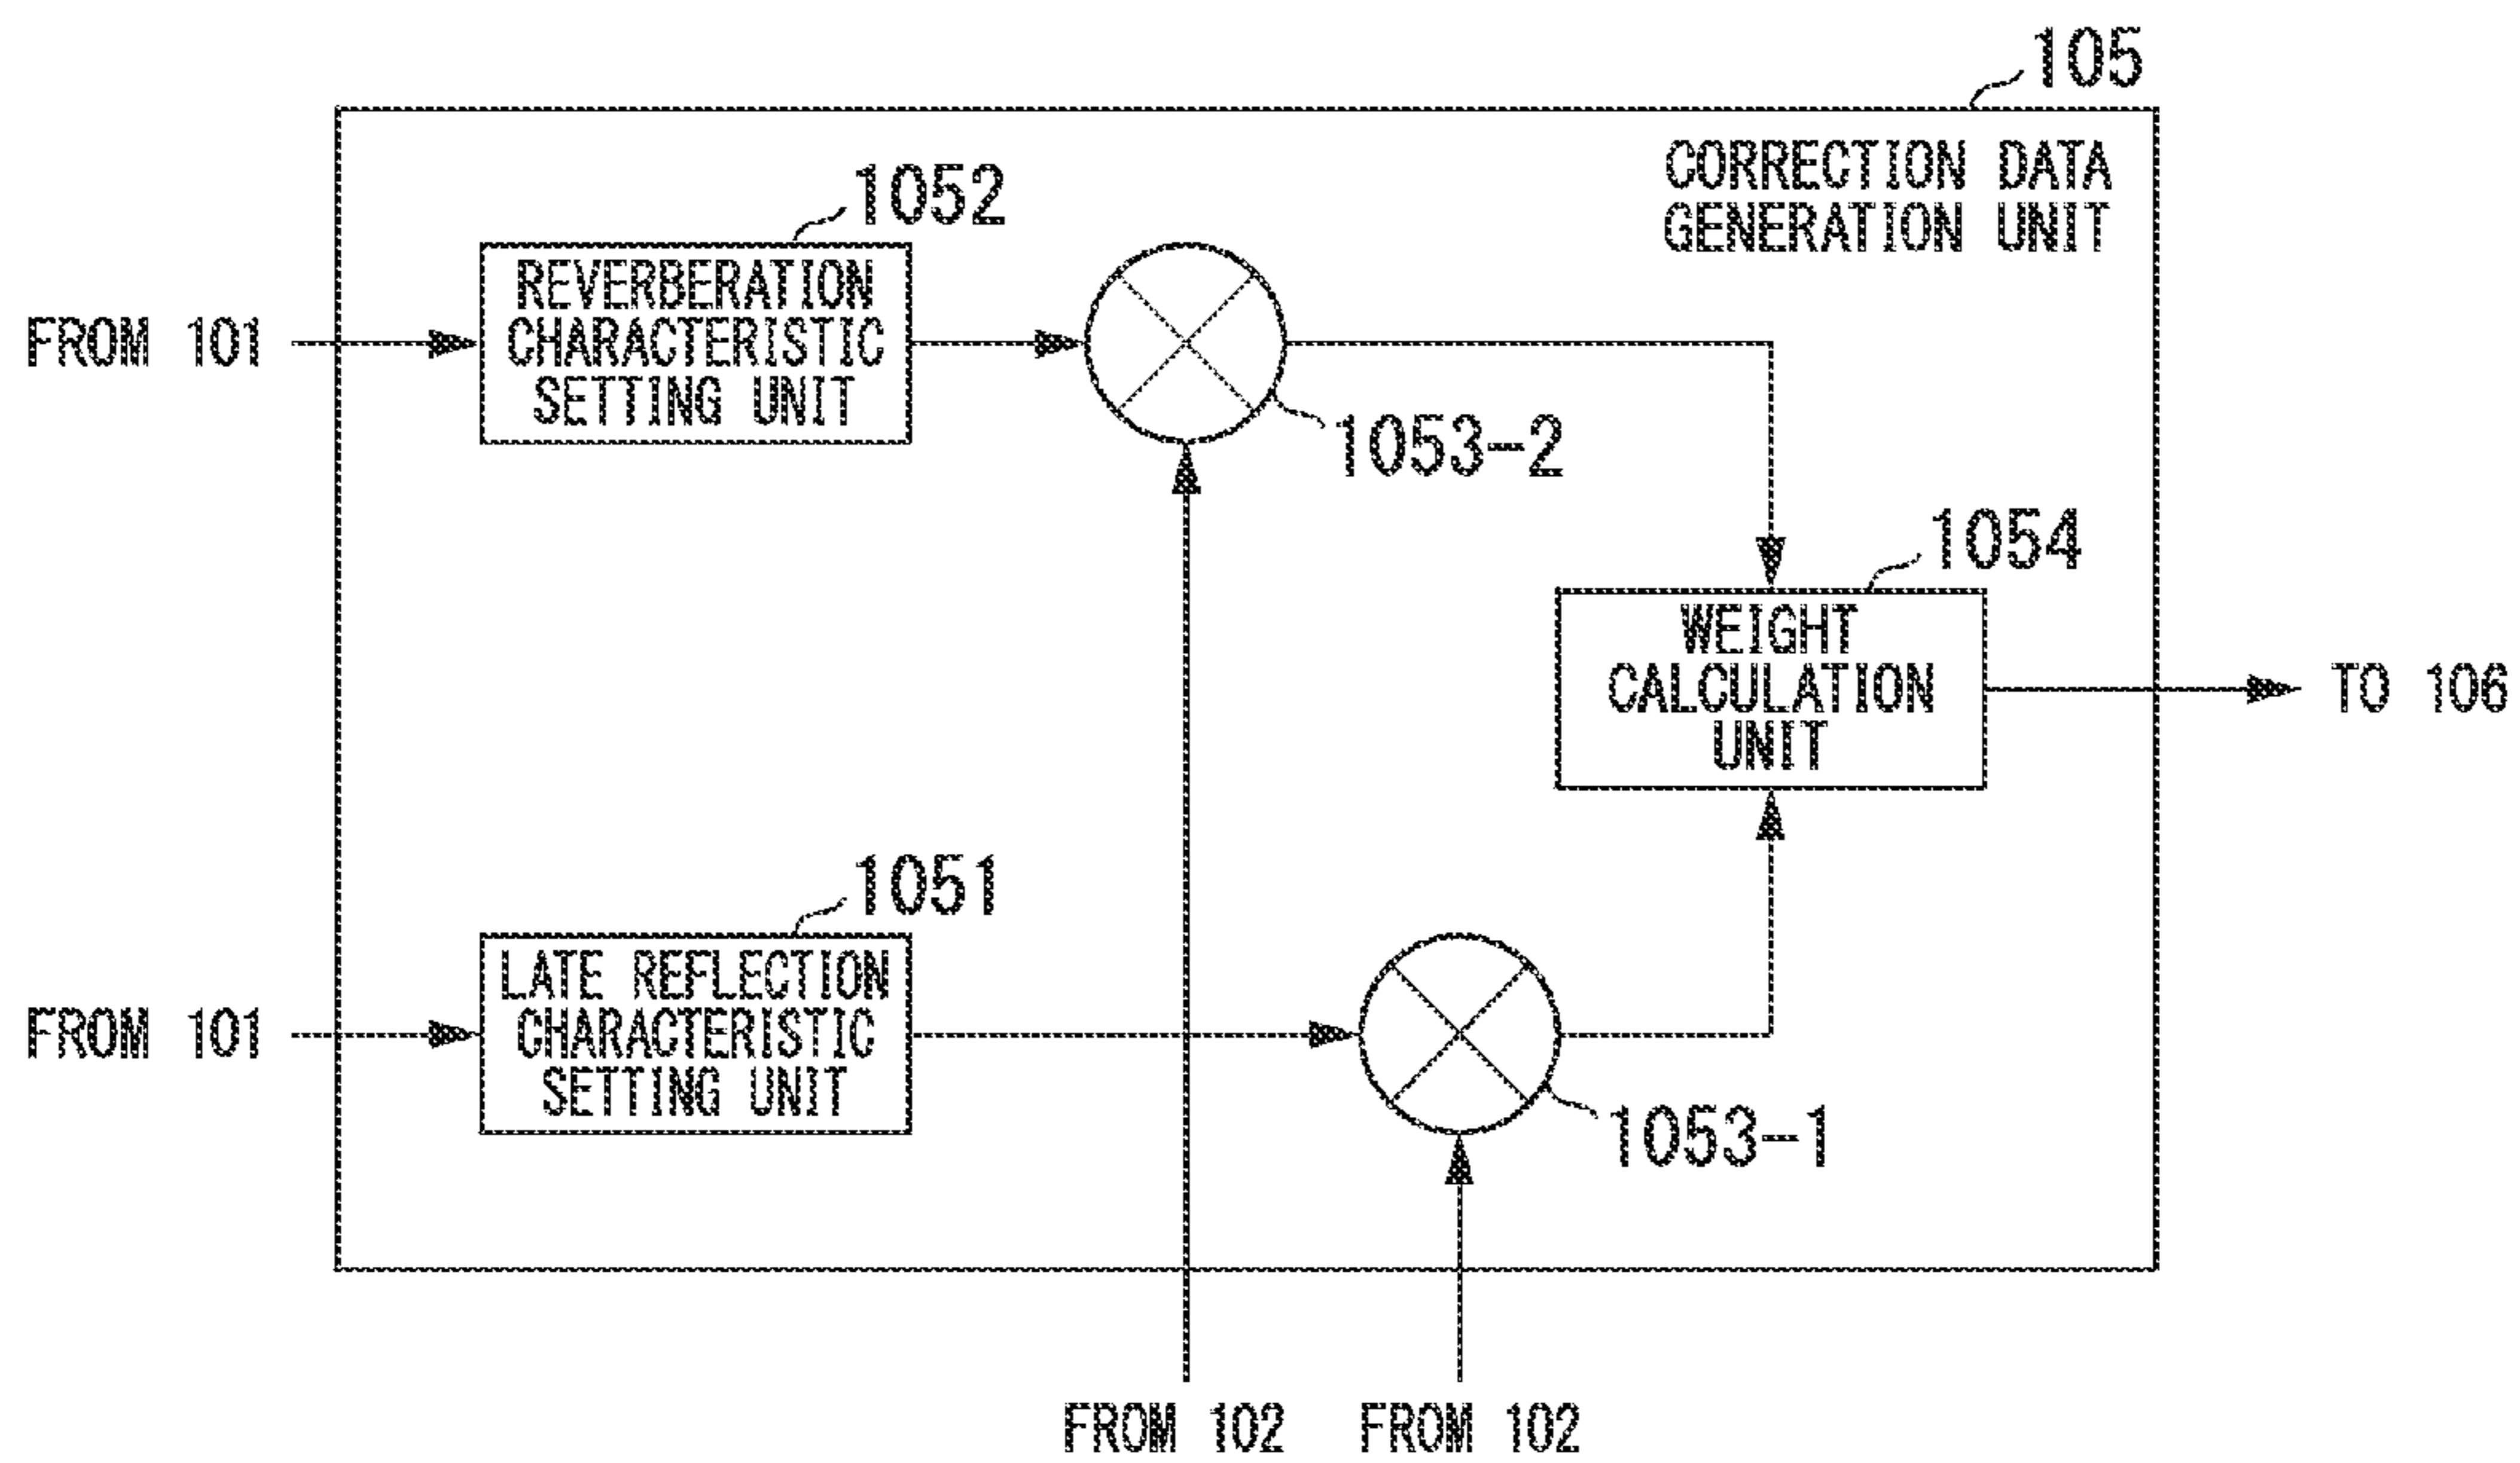 105
CORRECTION DATA
GENERATION UNIT
1052
REVERBERATION
CHARACTERISTIC
SETTING UNIT
FROM 101
1053-2
1054
WEIGHT
CALCULATION
UNIT
TO 106
1051
LATE REFLECTION
CHARACTERISTIC
SETTING UNIT
FROM 101
1053-1
FROM 102
FROM 102